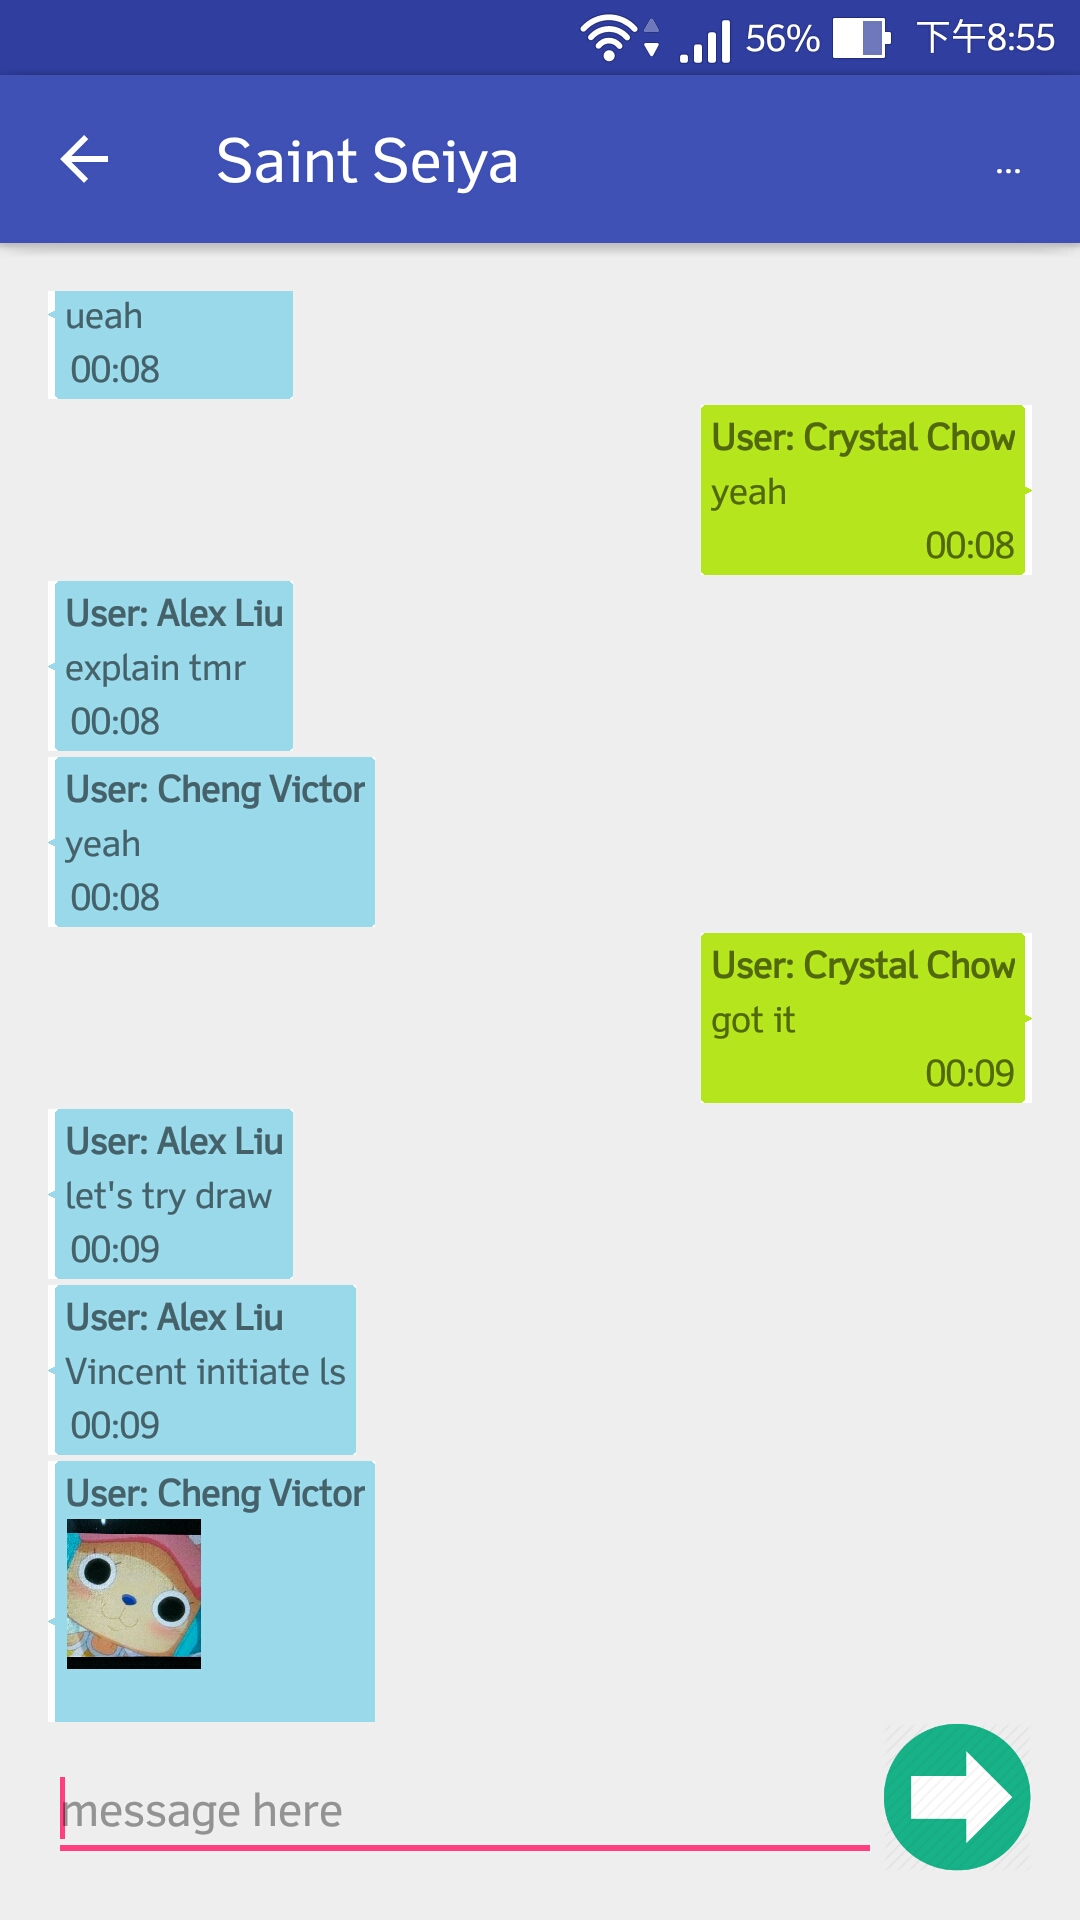 56% 下午8:55
Saint Seiya
...
ueah
00:08
User: Crystal Chow
yeah
00:08
User: Alex Liu
explain tmr
00:08
User: Cheng Victor
yeah
00:08
User: Crystal Chow
got it
00:09
User: Alex Liu
let's try draw
00:09
User: Alex Liu
Vincent initiate ls
00:09
User: Cheng Victor
message here